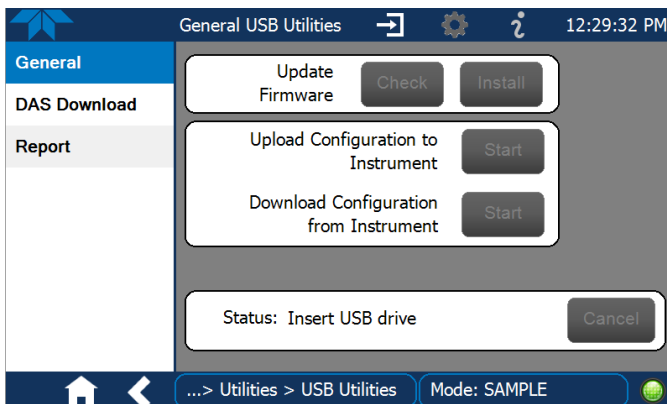 General USB Utilities 12:29:32 PM
General
DAS Download
Report
Update
Firmware
Check
Install
Upload Configuration to
Instrument
Start
Download Configuration
from Instrument
Start
Status: Insert USB drive
Cancel
...> Utilities > USB Utilities
Mode: SAMPLE